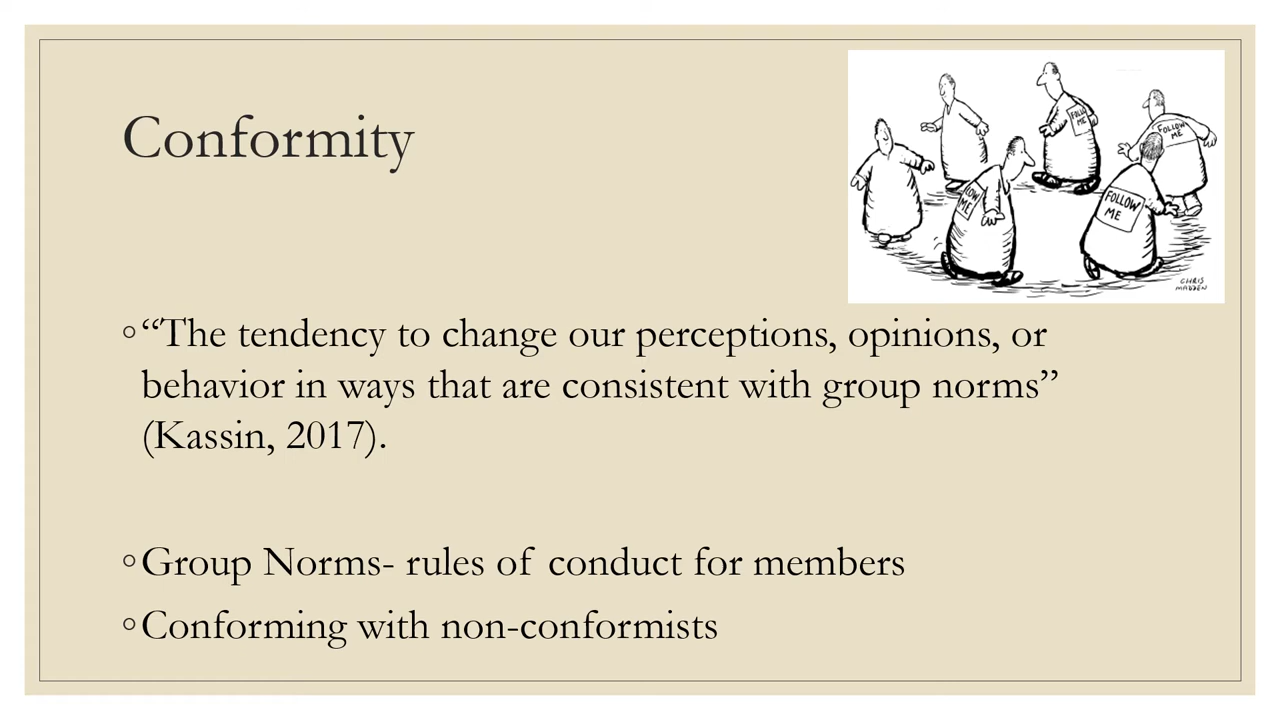 Conformity
FOLLOW
ME
FOLLOW
ME
LOW
ME
FOLLOW
ME
CHRIS
MADDEN
◦“The tendency to change our perceptions, opinions, or
behavior in ways that are consistent with group norms”
(Kassin, 2017).
◦Group Norms- rules of conduct for members
◦Conforming with non-conformists